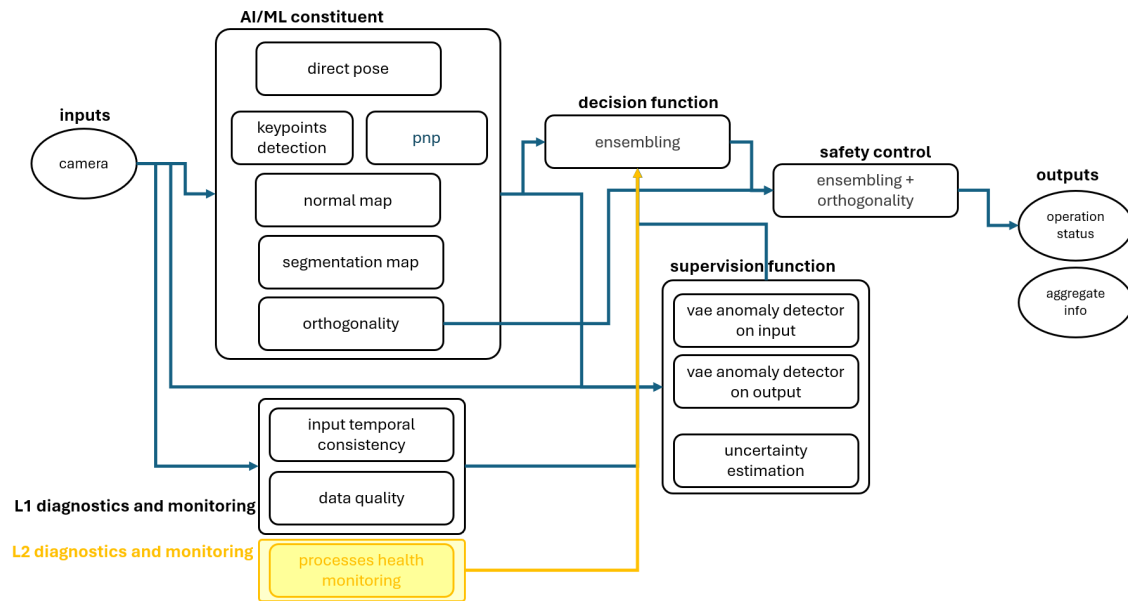 AI/ML constituent
direct pose
inputs
camera
keypoints
detection
pnp
normal map
segmentation map
orthogonality
decision function
ensembling
safety control
ensembling +
orthogonality
outputs
operation
status
aggregate
info
supervision function
vae anomaly detector
on input
vae anomaly detector
on output
uncertainty
estimation
input temporal
consistency
data quality
L1 diagnostics and monitoring
L2 diagnostics and monitoring
processes health
monitoring